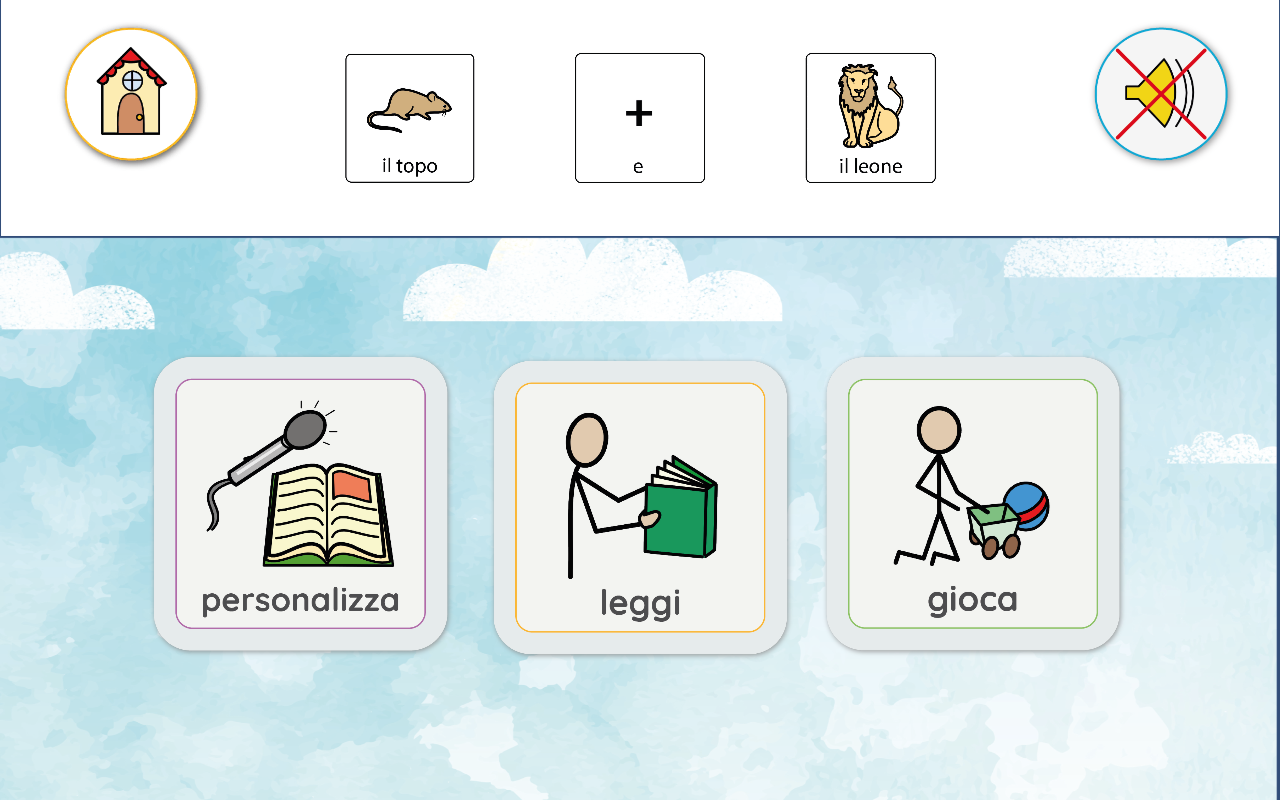 il topo
+
e
il leone
personalizza
leggi
gioca